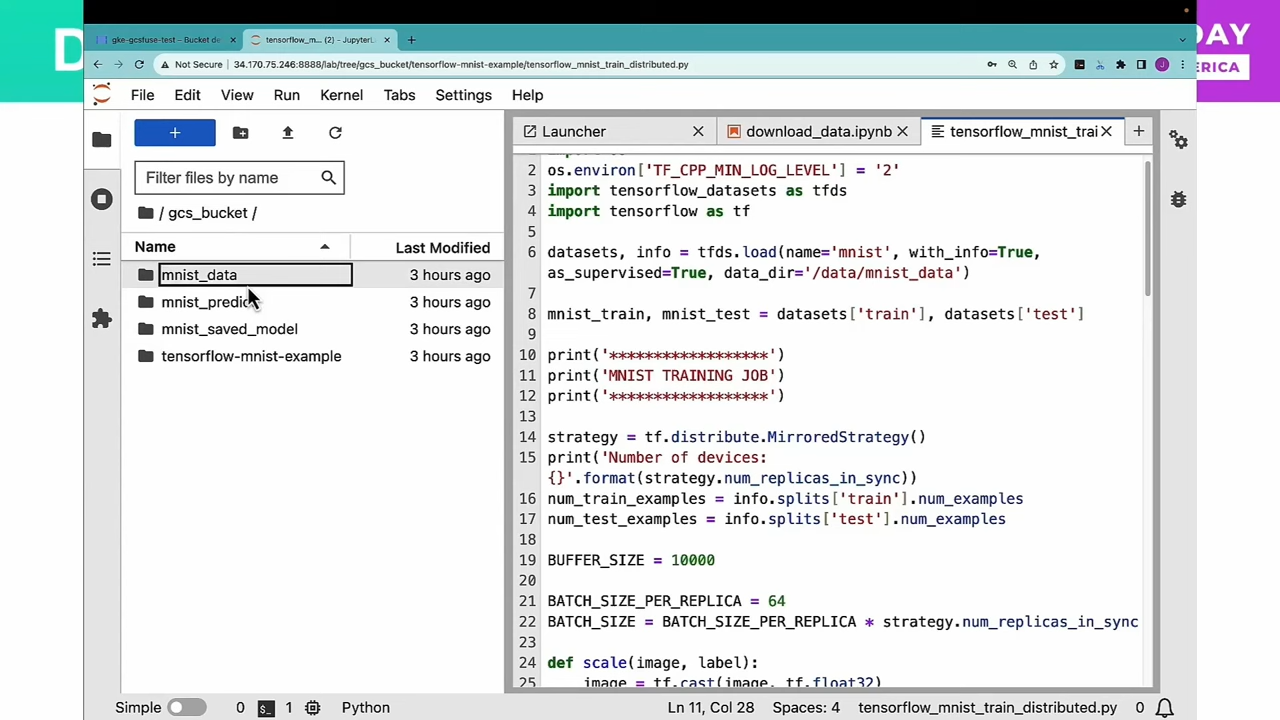 D
DAY
ERICA
gke-gcsfuse-test – Bucket de
tensorflow_m... (2) - JupyterL
Not Secure
34.170.75.246:8888/lab/tree/gcs_bucket/tensorflow-mnist-example/tensorflow_mnist_train_distributed.py
J
File Edit View Run Kernel Tabs Settings Help
+
Filter files by name
/ gcs_bucket /
Name Last Modified
mnist_data 3 hours ago
mnist_predic 3 hours ago
mnist_saved_model 3 hours ago
tensorflow-mnist-example 3 hours ago
Launcher
download_data.ipynb
tensorflow_mnist_trai
2 os.environ['TF_CPP_MIN_LOG_LEVEL'] = '2'
3 import tensorflow_datasets as tfds
4 import tensorflow as tf
5
6 datasets, info = tfds.load(name='mnist', with_info=True,
as_supervised=True, data_dir='/data/mnist_data')
7
8 mnist_train, mnist_test = datasets['train'], datasets['test']
9
10 print('******************')
11 print('MNIST TRAINING JOB')
12 print('******************')
13
14 strategy = tf.distribute.MirroredStrategy()
15 print('Number of devices:
{}'.format(strategy.num_replicas_in_sync))
16 num_train_examples = info.splits['train'].num_examples
17 num_test_examples = info.splits['test'].num_examples
18
19 BUFFER_SIZE = 10000
20
21 BATCH_SIZE_PER_REPLICA = 64
22 BATCH_SIZE = BATCH_SIZE_PER_REPLICA * strategy.num_replicas_in_sync
23
24 def scale(image, label):
25 image = tf.cast(image, tf.float32)
Simple 0 1 Python Ln 11, Col 28 Spaces: 4 tensorflow_mnist_train_distributed.py 0